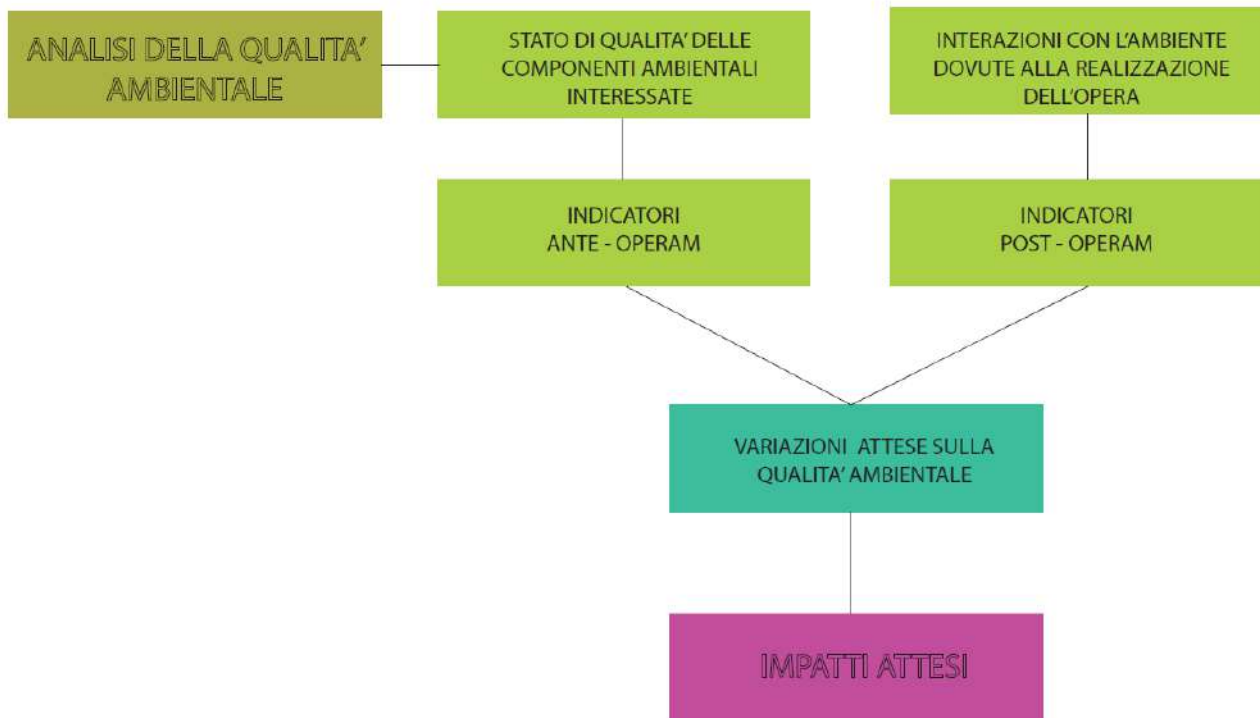 ANALISI DELLA QUALITA'
AMBIENTALE
STATO DI QUALITA' DELLE
COMPONENTI AMBIENTALI
INTERESSATE
INTERAZIONI CON L'AMBIENTE
DOVUTE ALLA REALIZZAZIONE
DELL'OPERA
INDICATORI
ANTE - OPERAM
INDICATORI
POST - OPERAM
VARIAZIONI ATTESE SULLA
QUALITA' AMBIENTALE
IMPATTI ATTESI